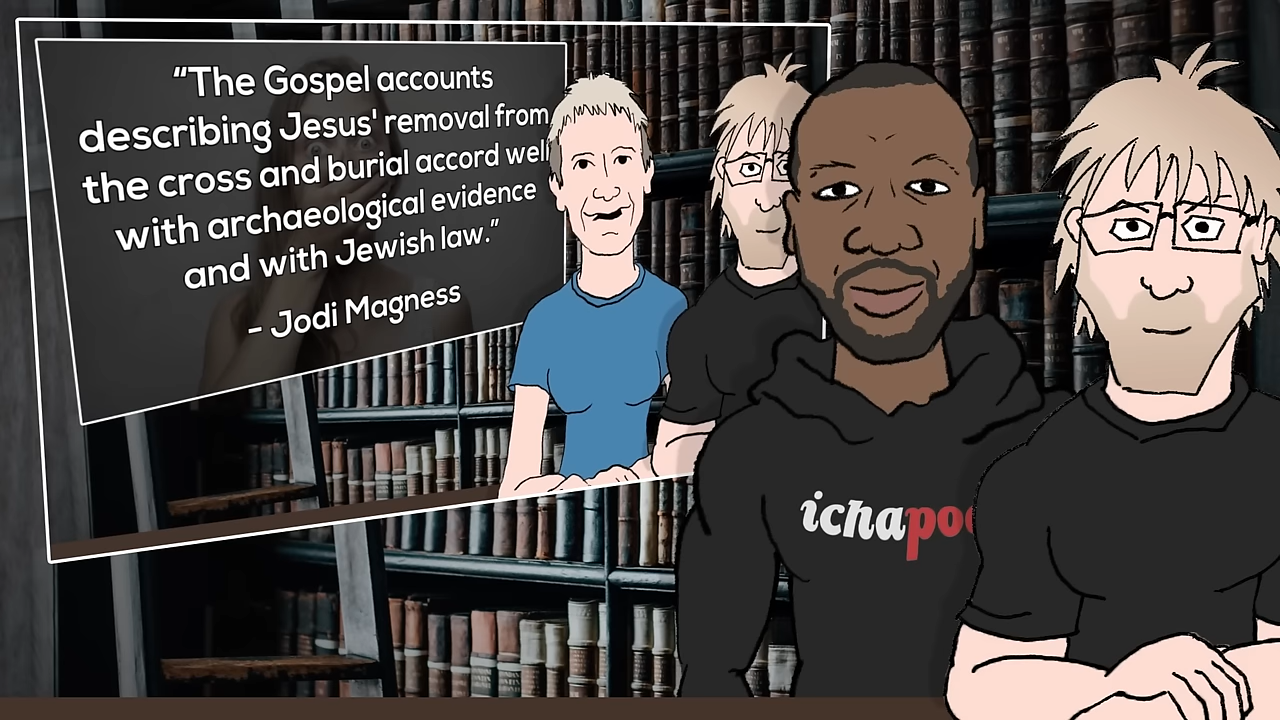 “The Gospel accounts
describing Jesus' removal from
the cross and burial accord well
with archaeological evidence
and with Jewish law.”
- Jodi Magness